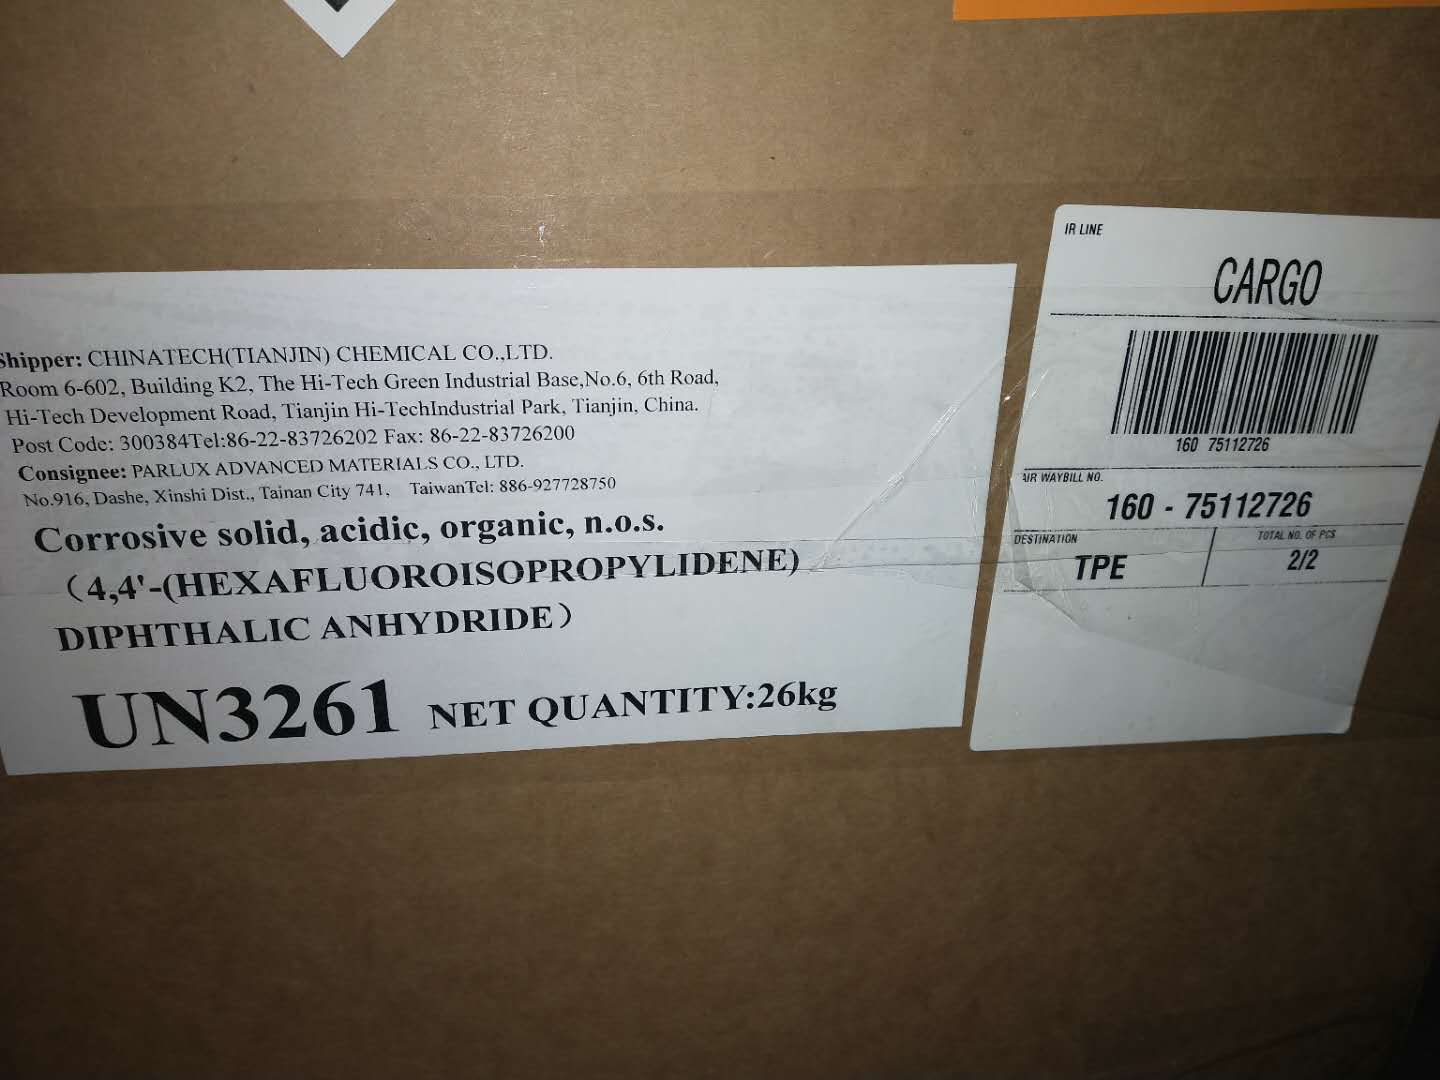 Shipper: CHINATECH(TIANJIN) CHEMICAL CO.,LTD.
Room 6-602, Building K2, The Hi-Tech Green Industrial Base,No.6, 6th Road,
Hi-Tech Development Road, Tianjin Hi-TechIndustrial Park, Tianjin, China.
Post Code: 300384Tel:86-22-83726202 Fax: 86-22-83726200
Consignee: PARLUX ADVANCED MATERIALS CO., LTD.
No.916, Dashe, Xinshi Dist., Tainan City 741, TaiwanTel: 886-927728750
Corrosive solid, acidic, organic, n.o.s.
（4,4'-(HEXAFLUOROISOPROPYLIDENE)
DIPHTHALIC ANHYDRIDE）
UN3261 NET QUANTITY:26kg
IR LINE
CARGO
160 75112726
AIR WAYBILL NO.
160 - 75112726
DESTINATION
TPE
TOTAL NO. OF PCS
2/2